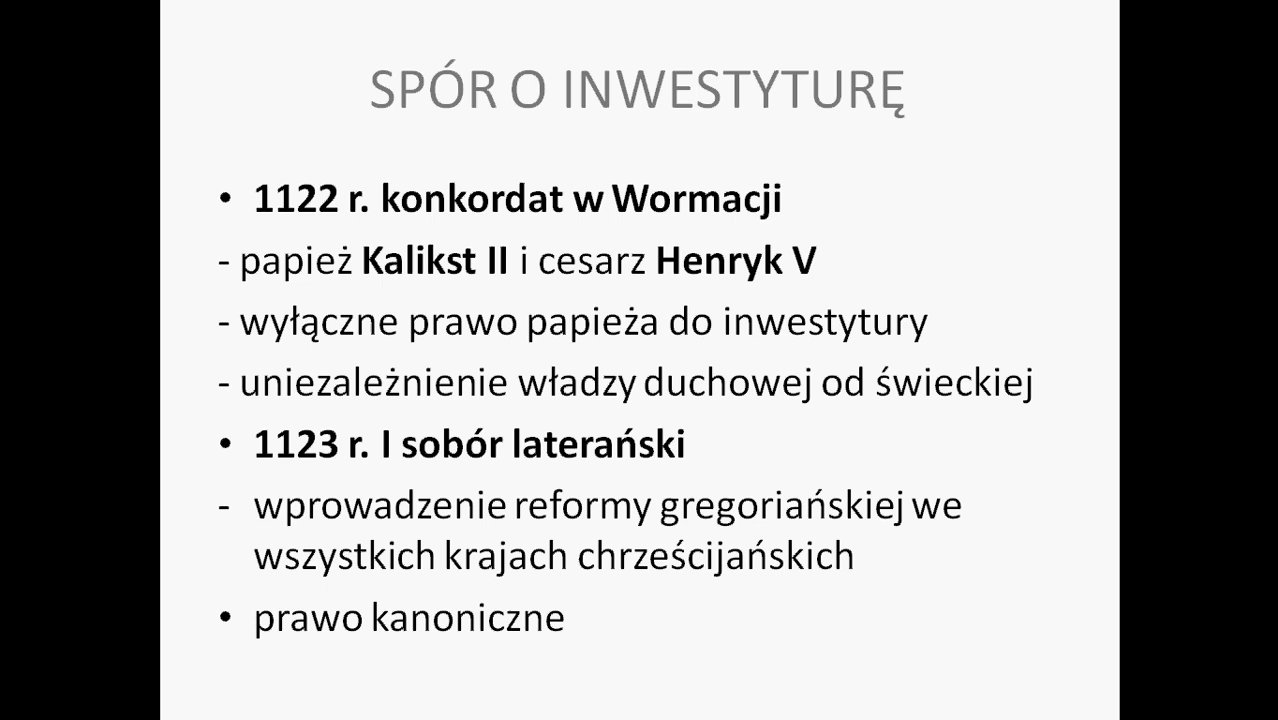 SPÓR O INWESTYTURĘ
• 1122 r. konkordat w Wormacji
- papież Kalikst II i cesarz Henryk V
- wyłączne prawo papieża do inwestytury
- uniezależnienie władzy duchowej od świeckiej
• 1123 r. I sobór laterański
- wprowadzenie reformy gregoriańskiej we
wszystkich krajach chrześcijańskich
• prawo kanoniczne